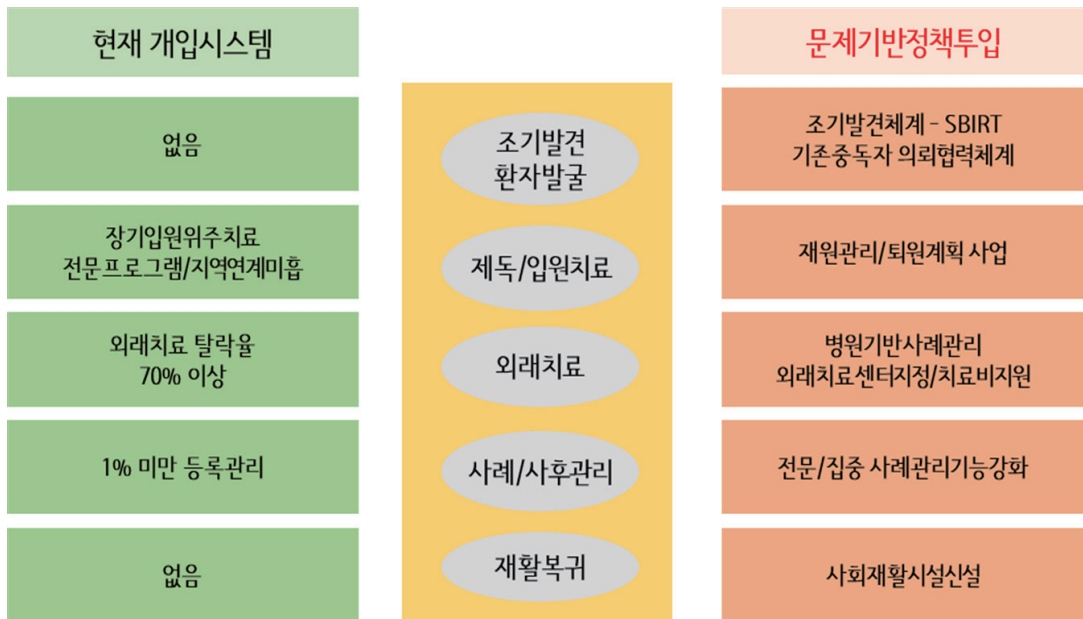 현재 개입시스템
문제기반정책투입
없음
조기발견
환자발굴
조기발견체계 - SBIRT
기존중독자 의뢰협력체계
장기입원위주치료
전문프로그램/지역연계미흡
제독/입원치료
재원관리/퇴원계획 사업
외래치료 탈락율
70% 이상
외래치료
병원기반사례관리
외래치료센터지정/치료비지원
1% 미만 등록관리
사례/사후관리
전문/집중 사례관리기능강화
없음
재활복귀
사회재활시설신설